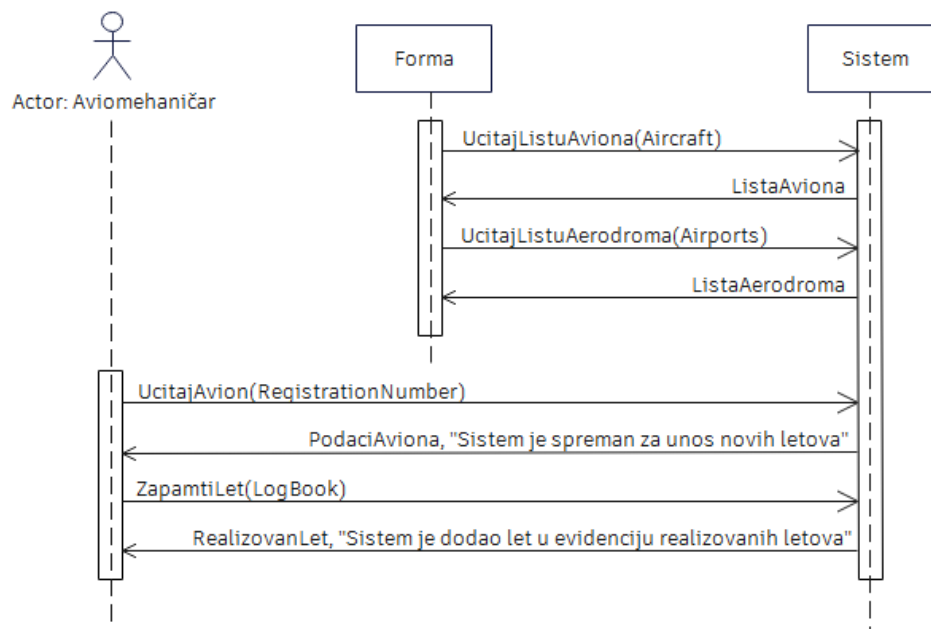 Forma
Sistem
Actor: Aviomehaničar
UcitajListuAviona(Aircraft)
ListaAviona
UcitajListuAerodroma(Airports)
ListaAerodroma
UcitajAvion(RegistrationNumber)
PodaciAviona, "Sistem je spreman za unos novih letova"
ZapamtiLet(LogBook)
RealizovanLet, "Sistem je dodao let u evidenciju realizovanih letova"